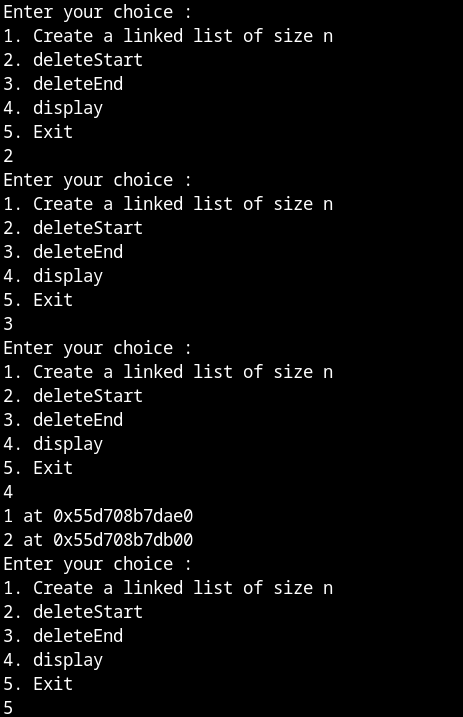 Enter your choice :
1. Create a linked list of size n
2. deleteStart
3. deleteEnd
4. display
5. Exit
2
Enter your choice :
1. Create a linked list of size n
2. deleteStart
3. deleteEnd
4. display
5. Exit
3
Enter your choice :
1. Create a linked list of size n
2. deleteStart
3. deleteEnd
4. display
5. Exit
4
1 at 0x55d708b7dae0
2 at 0x55d708b7db00
Enter your choice :
1. Create a linked list of size n
2. deleteStart
3. deleteEnd
4. display
5. Exit
5